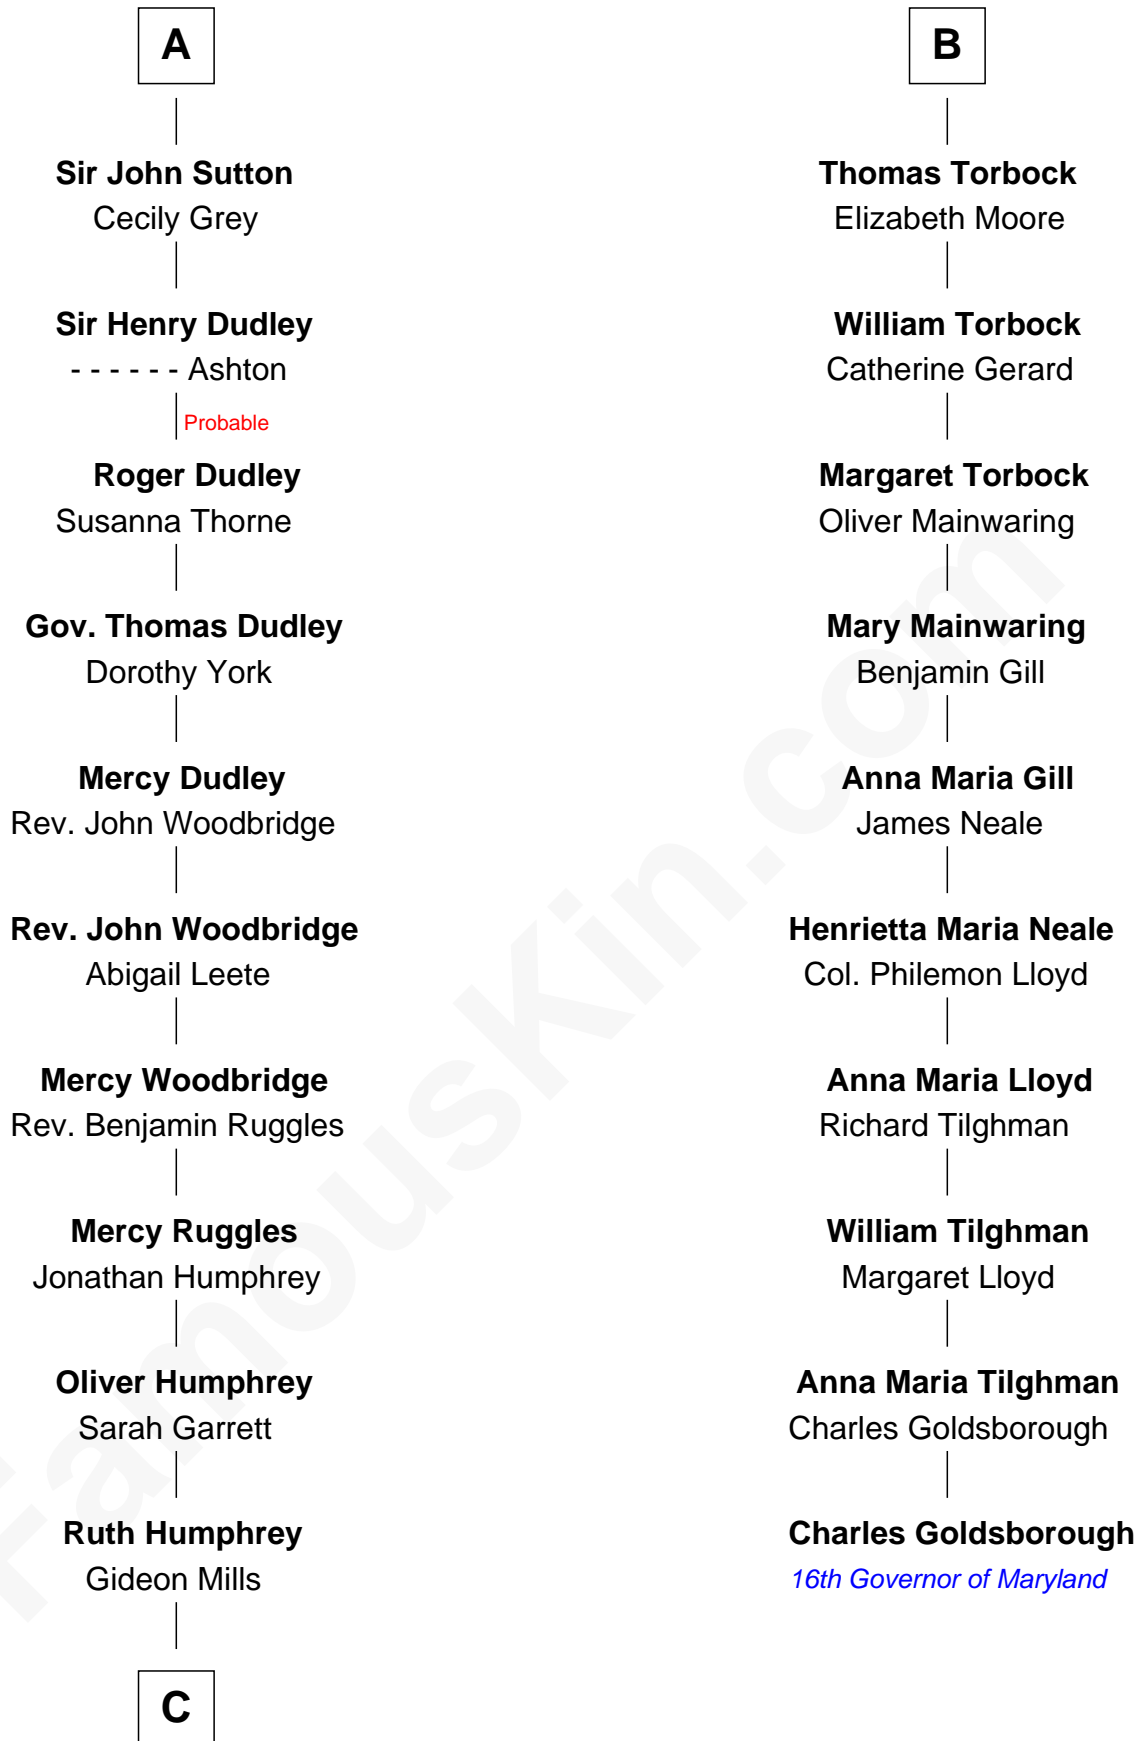 A
Sir John Sutton
Cecily Grey
Sir Henry Dudley
- - - - - - Ashton
Probable
Roger Dudley
Susanna Thorne
Gov. Thomas Dudley
Dorothy York
Mercy Dudley
Rev. John Woodbridge
Rev. John Woodbridge
Abigail Leete
Mercy Woodbridge
Rev. Benjamin Ruggles
Mercy Ruggles
Jonathan Humphrey
Oliver Humphrey
Sarah Garrett
Ruth Humphrey
Gideon Mills
C
B
Thomas Torbock
Elizabeth Moore
William Torbock
Catherine Gerard
Margaret Torbock
Oliver Mainwaring
Mary Mainwaring
Benjamin Gill
Anna Maria Gill
James Neale
Henrietta Maria Neale
Col. Philemon Lloyd
Anna Maria Lloyd
Richard Tilghman
William Tilghman
Margaret Lloyd
Anna Maria Tilghman
Charles Goldsborough
Charles Goldsborough
16th Governor of Maryland
FamousKin.com